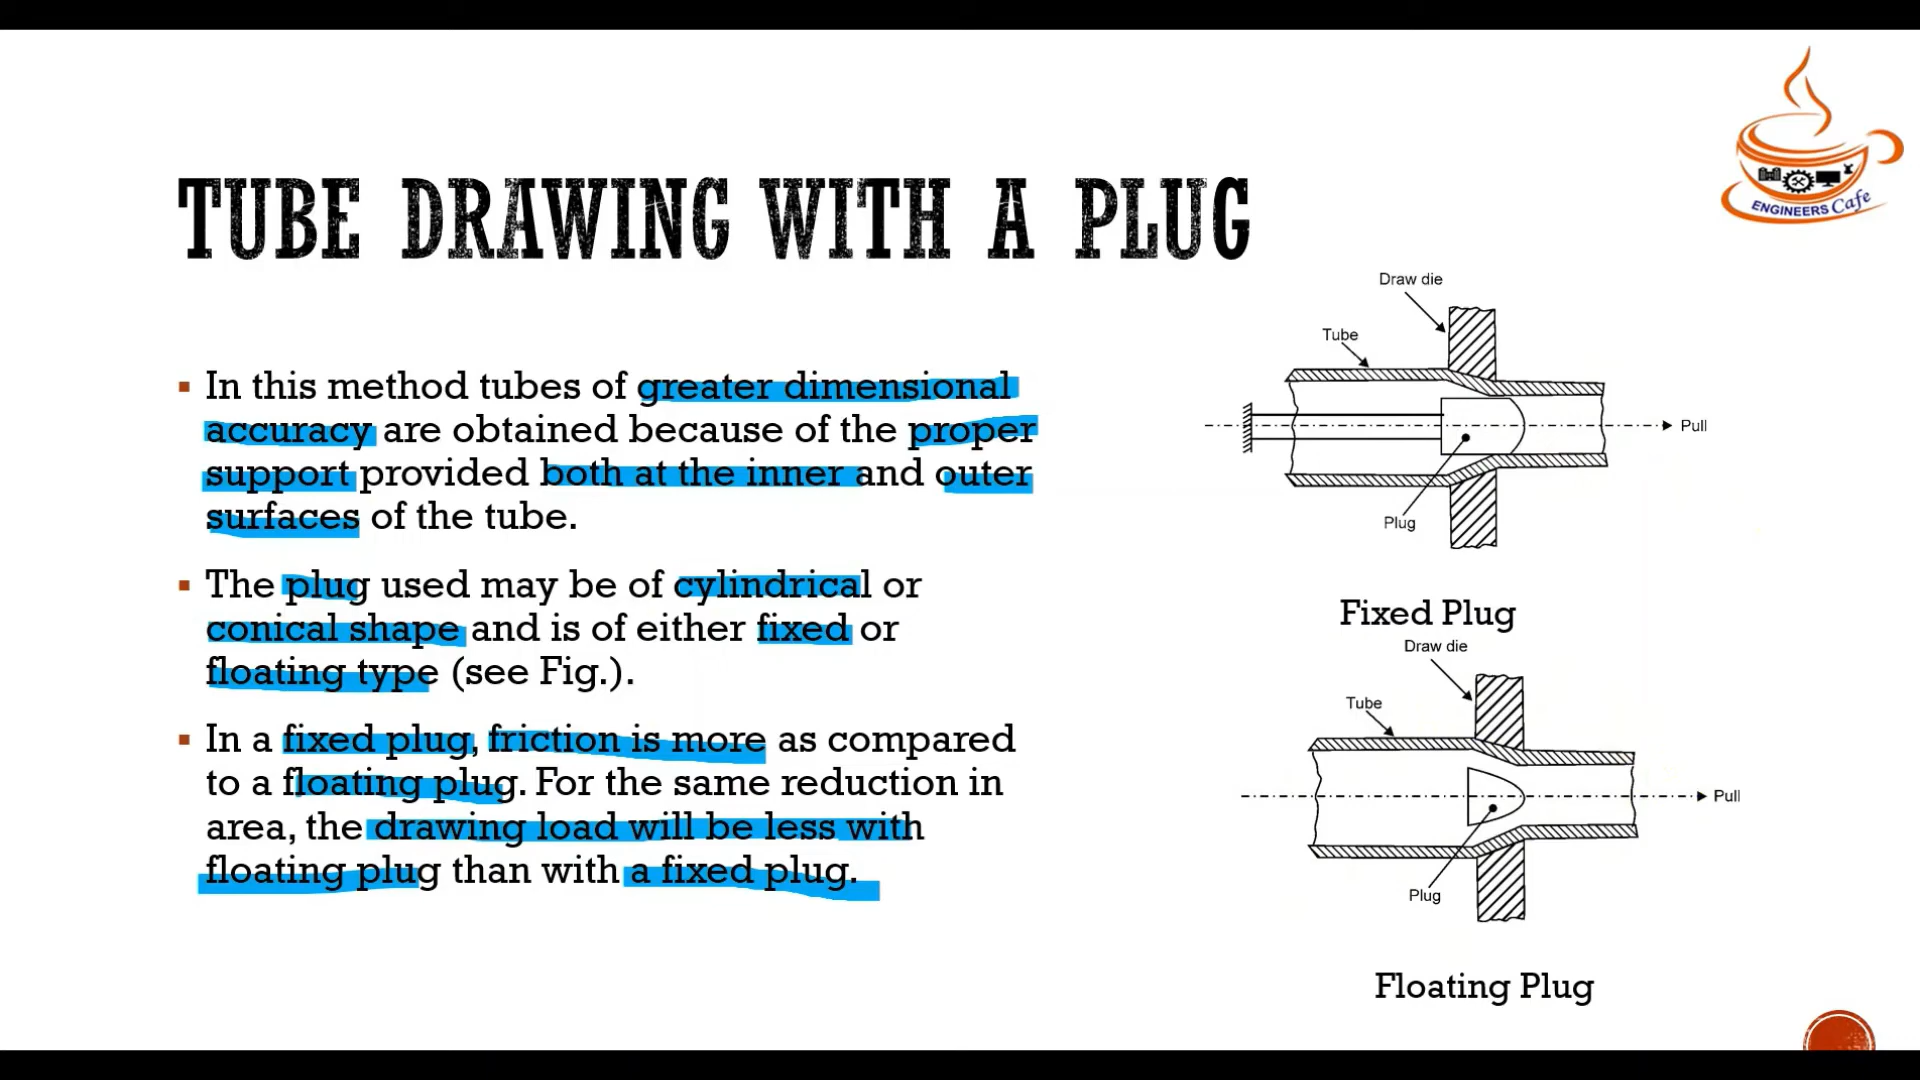 ENGINEERS Cafe
TUBE DRAWING WITH A PLUG
▪ In this method tubes of greater dimensional
accuracy are obtained because of the proper
support provided both at the inner and outer
surfaces of the tube.
▪ The plug used may be of cylindrical or
conical shape and is of either fixed or
floating type (see Fig.).
▪ In a fixed plug, friction is more as compared
to a floating plug. For the same reduction in
area, the drawing load will be less with
floating plug than with a fixed plug.
Draw die
Tube
Pull
Plug
Fixed Plug
Draw die
Tube
Pull
Plug
Floating Plug